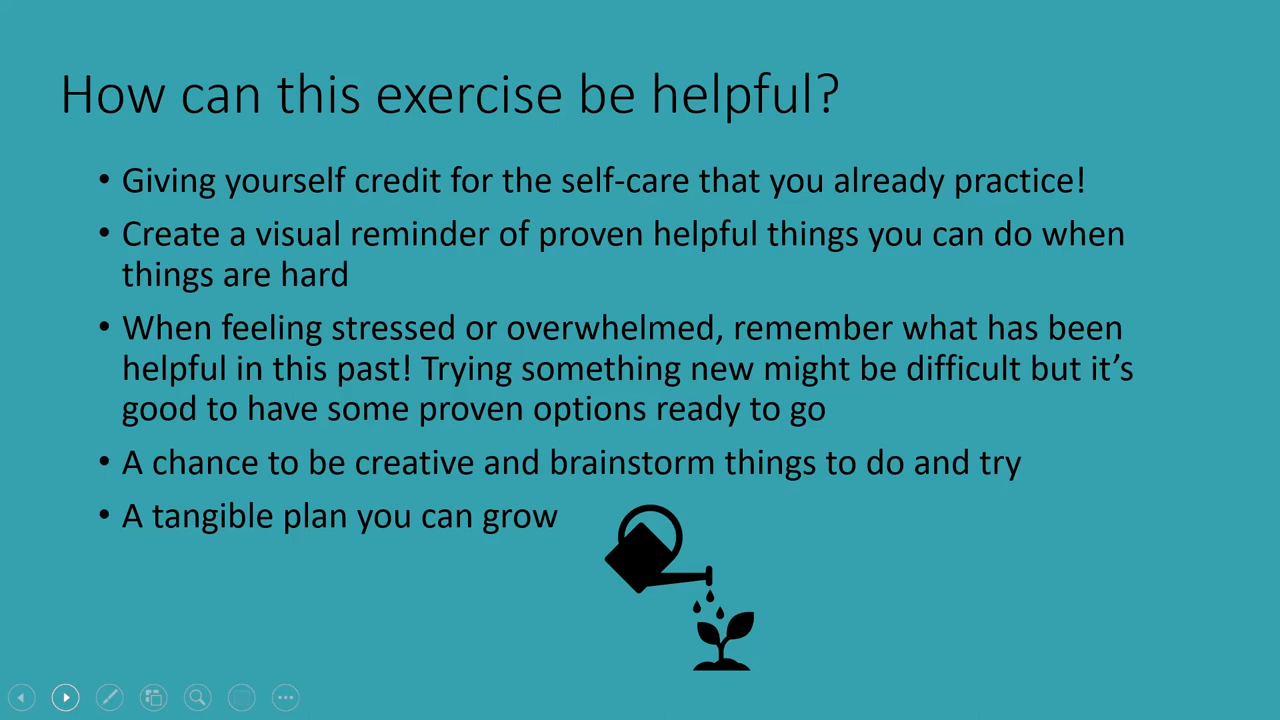 How can this exercise be helpful?
• Giving yourself credit for the self-care that you already practice!
• Create a visual reminder of proven helpful things you can do when
things are hard
• When feeling stressed or overwhelmed, remember what has been
helpful in this past! Trying something new might be difficult but it’s
good to have some proven options ready to go
• A chance to be creative and brainstorm things to do and try
• A tangible plan you can grow